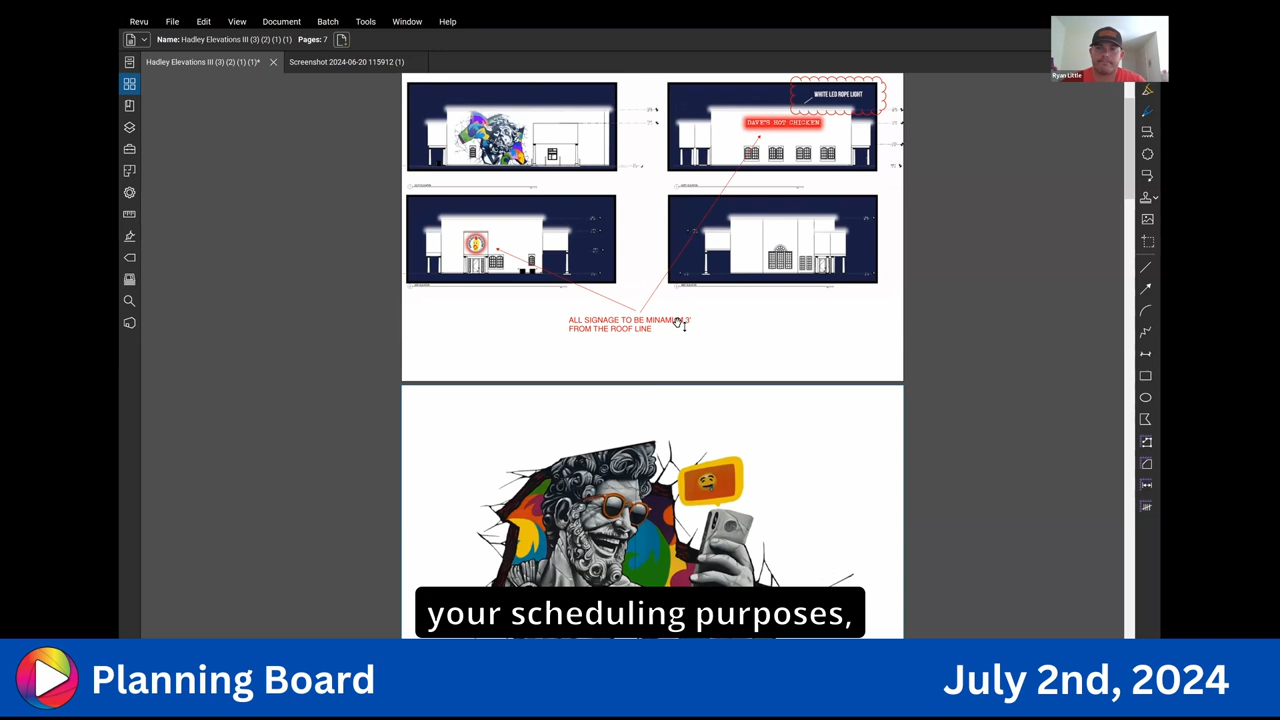 Revu File Edit View Document Batch Tools Window Help
Name: Hadley Elevations III (3) (2) (1) (1) Pages: 7
Hadley Elevations III (3) (2) (1) (1)* Screenshot 2024-06-20 115912 (1)
Ryan Little
WHITE LED ROPE LIGHT
DAVE'S HOT CHICKEN
ALL SIGNAGE TO BE MINAMUM 3'
FROM THE ROOF LINE
your scheduling purposes,
Planning Board
July 2nd, 2024